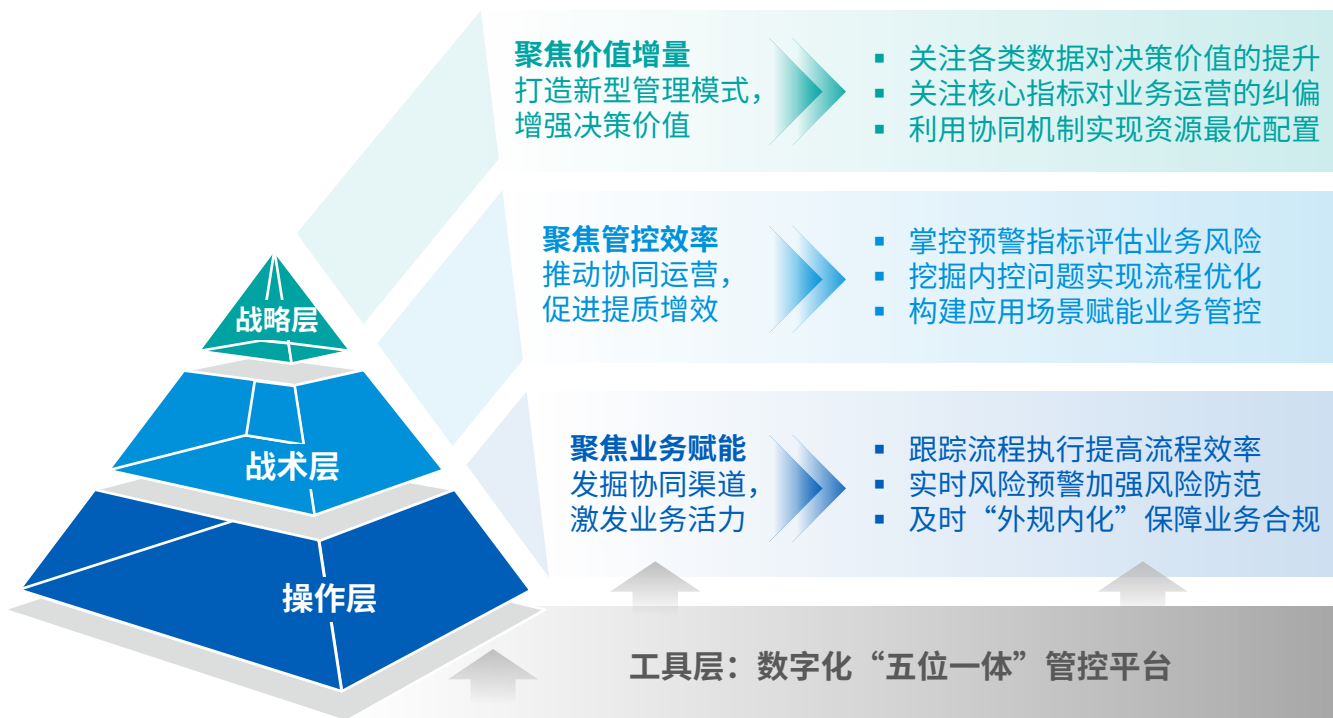 聚焦价值增量
打造新型管理模式，
增强决策价值
▪ 关注各类数据对决策价值的提升
▪ 关注核心指标对业务运营的纠偏
▪ 利用协同机制实现资源最优配置
战略层
聚焦管控效率
推动协同运营，
促进提质增效
▪ 掌控预警指标评估业务风险
▪ 挖掘内控问题实现流程优化
▪ 构建应用场景赋能业务管控
战术层
聚焦业务赋能
发掘协同渠道，
激发业务活力
▪ 跟踪流程执行提高流程效率
▪ 实时风险预警加强风险防范
▪ 及时“外规内化”保障业务合规
操作层
工具层：数字化“五位一体”管控平台